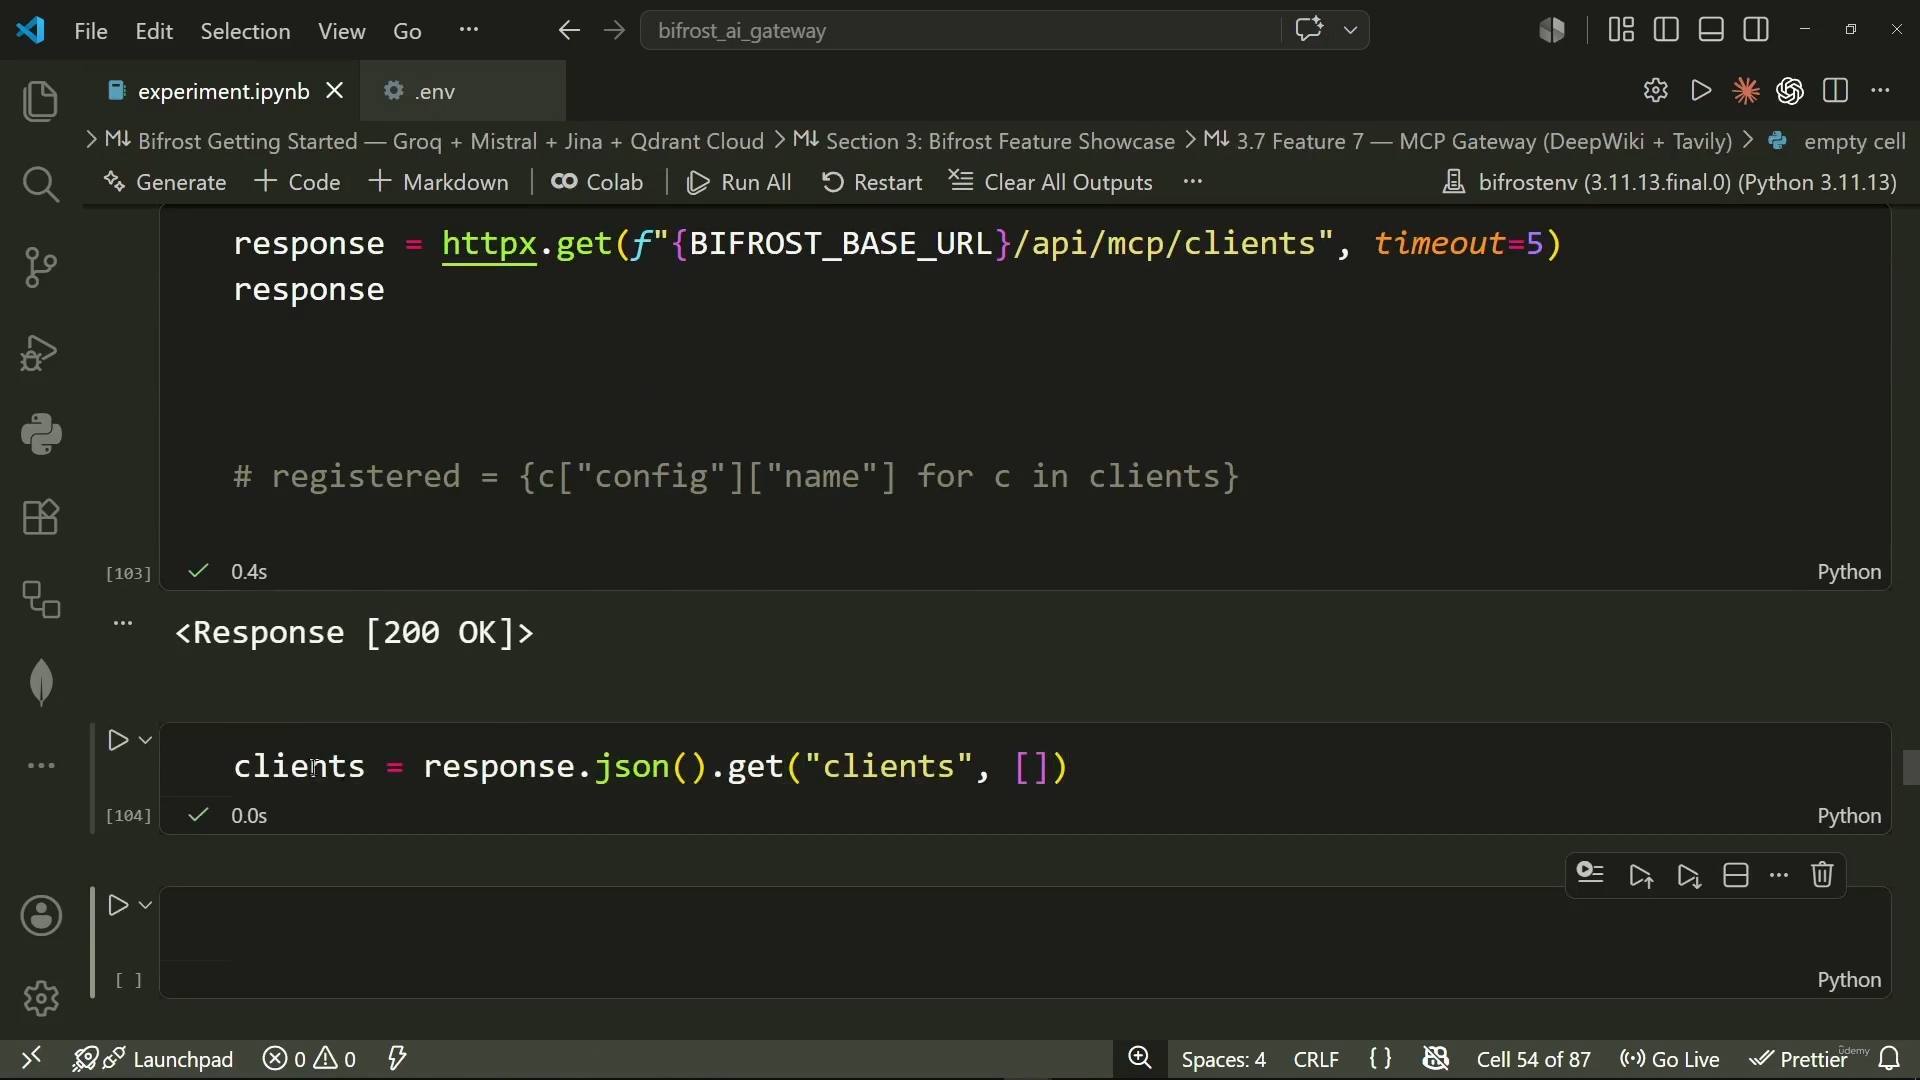 File Edit Selection View Go ··· bifrost_ai_gateway
experiment.ipynb .env
Bifrost Getting Started — Groq + Mistral + Jina + Qdrant Cloud > M↓ Section 3: Bifrost Feature Showcase > M↓ 3.7 Feature 7 — MCP Gateway (DeepWiki + Tavily) > empty cell
Generate + Code + Markdown Colab Run All Restart Clear All Outputs ··· bifrostenv (3.11.13.final.0) (Python 3.11.13)
response = httpx.get(f"{BIFROST_BASE_URL}/api/mcp/clients", timeout=5)
response
# registered = {c["config"]["name"] for c in clients}
[103] 0.4s Python
<Response [200 OK]>
clients = response.json().get("clients", [])
[104] 0.0s Python
[ ] Python
Launchpad 0 0 Spaces: 4 CRLF { } Cell 54 of 87 Go Live Prettier
udemy